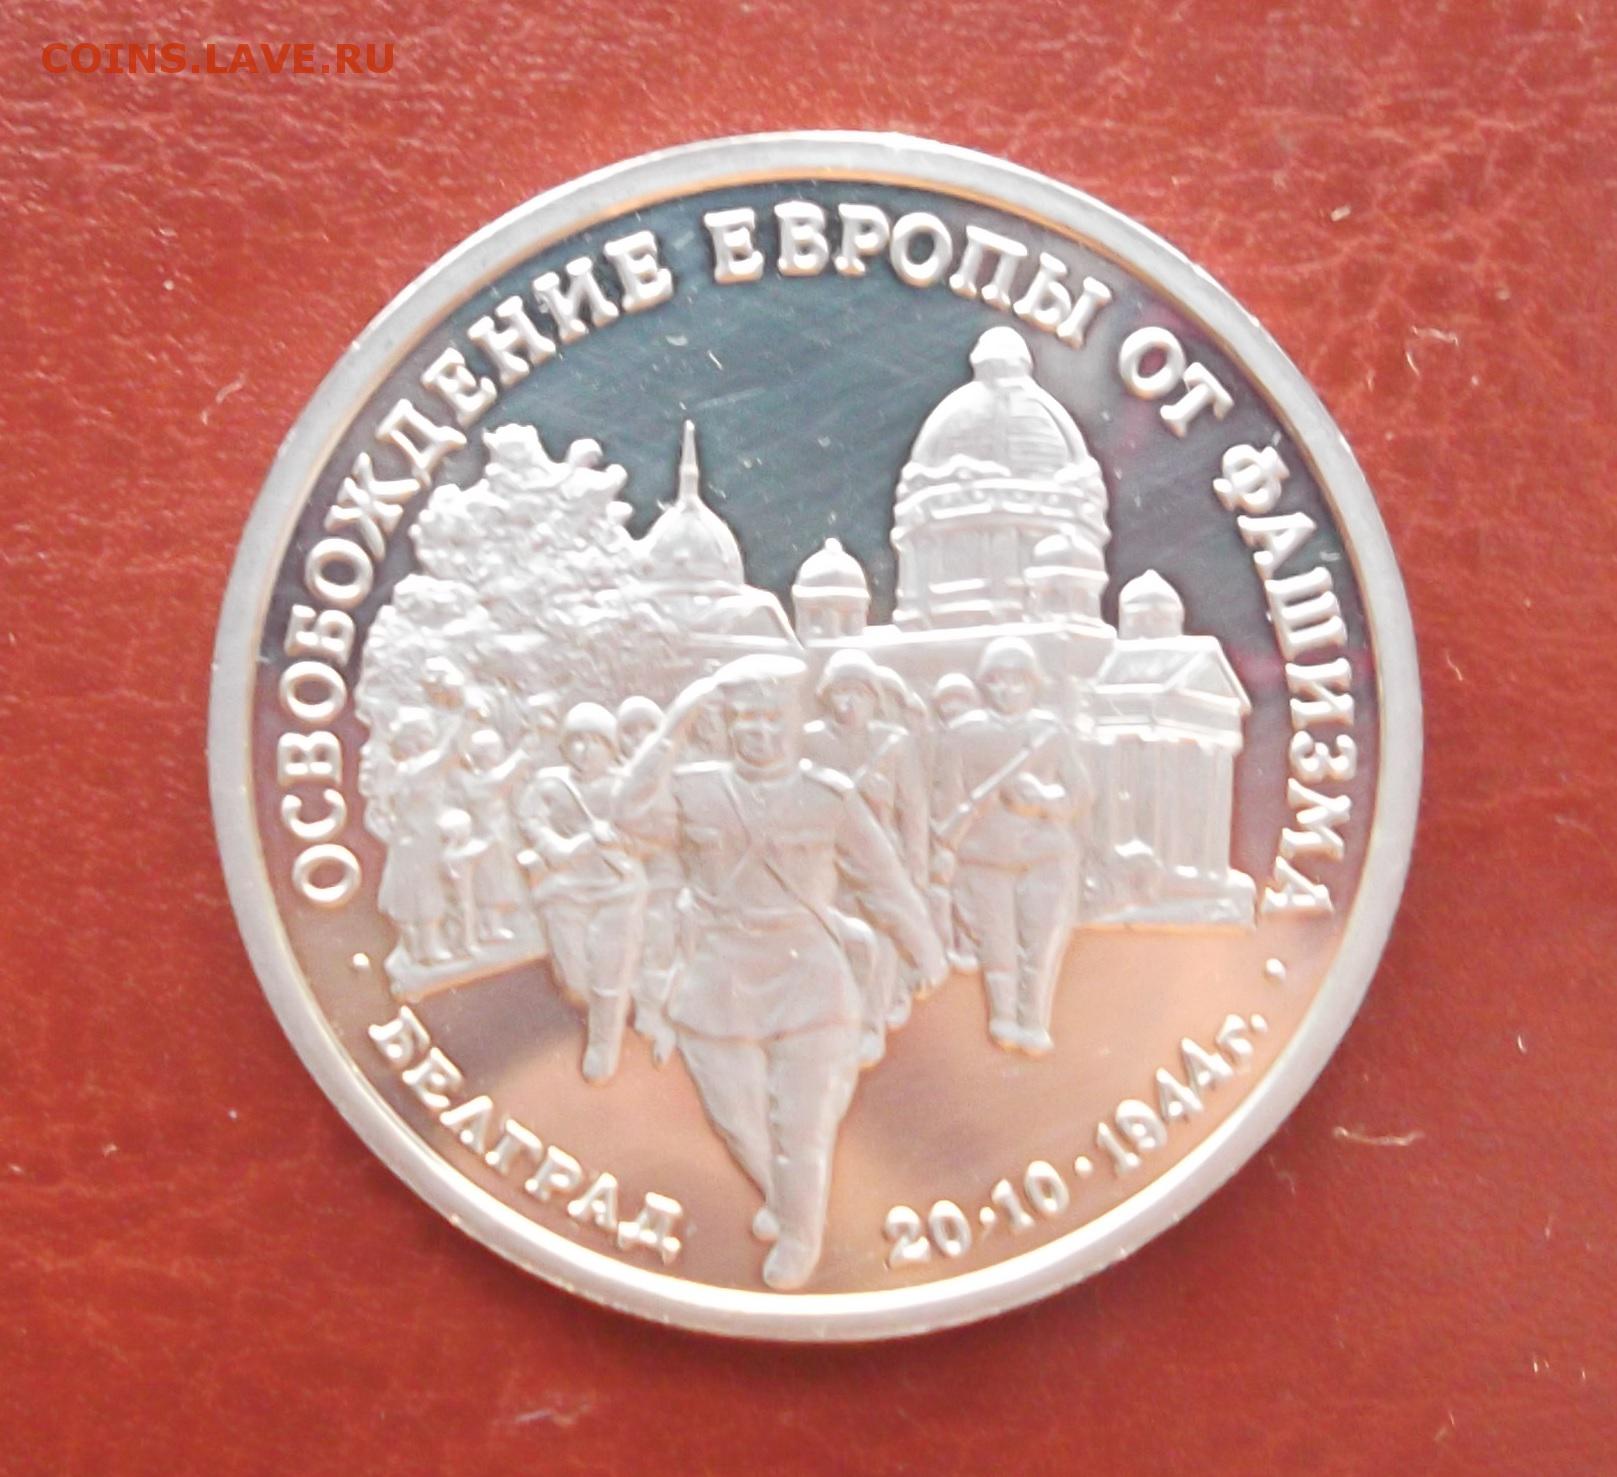 COINS.LAVE.RU
ОСВОБОЖДЕНИЕ ЕВРОПЫ ОТ ФАШИЗМА
· БЕЛГРАД 20·10·1944г. ·